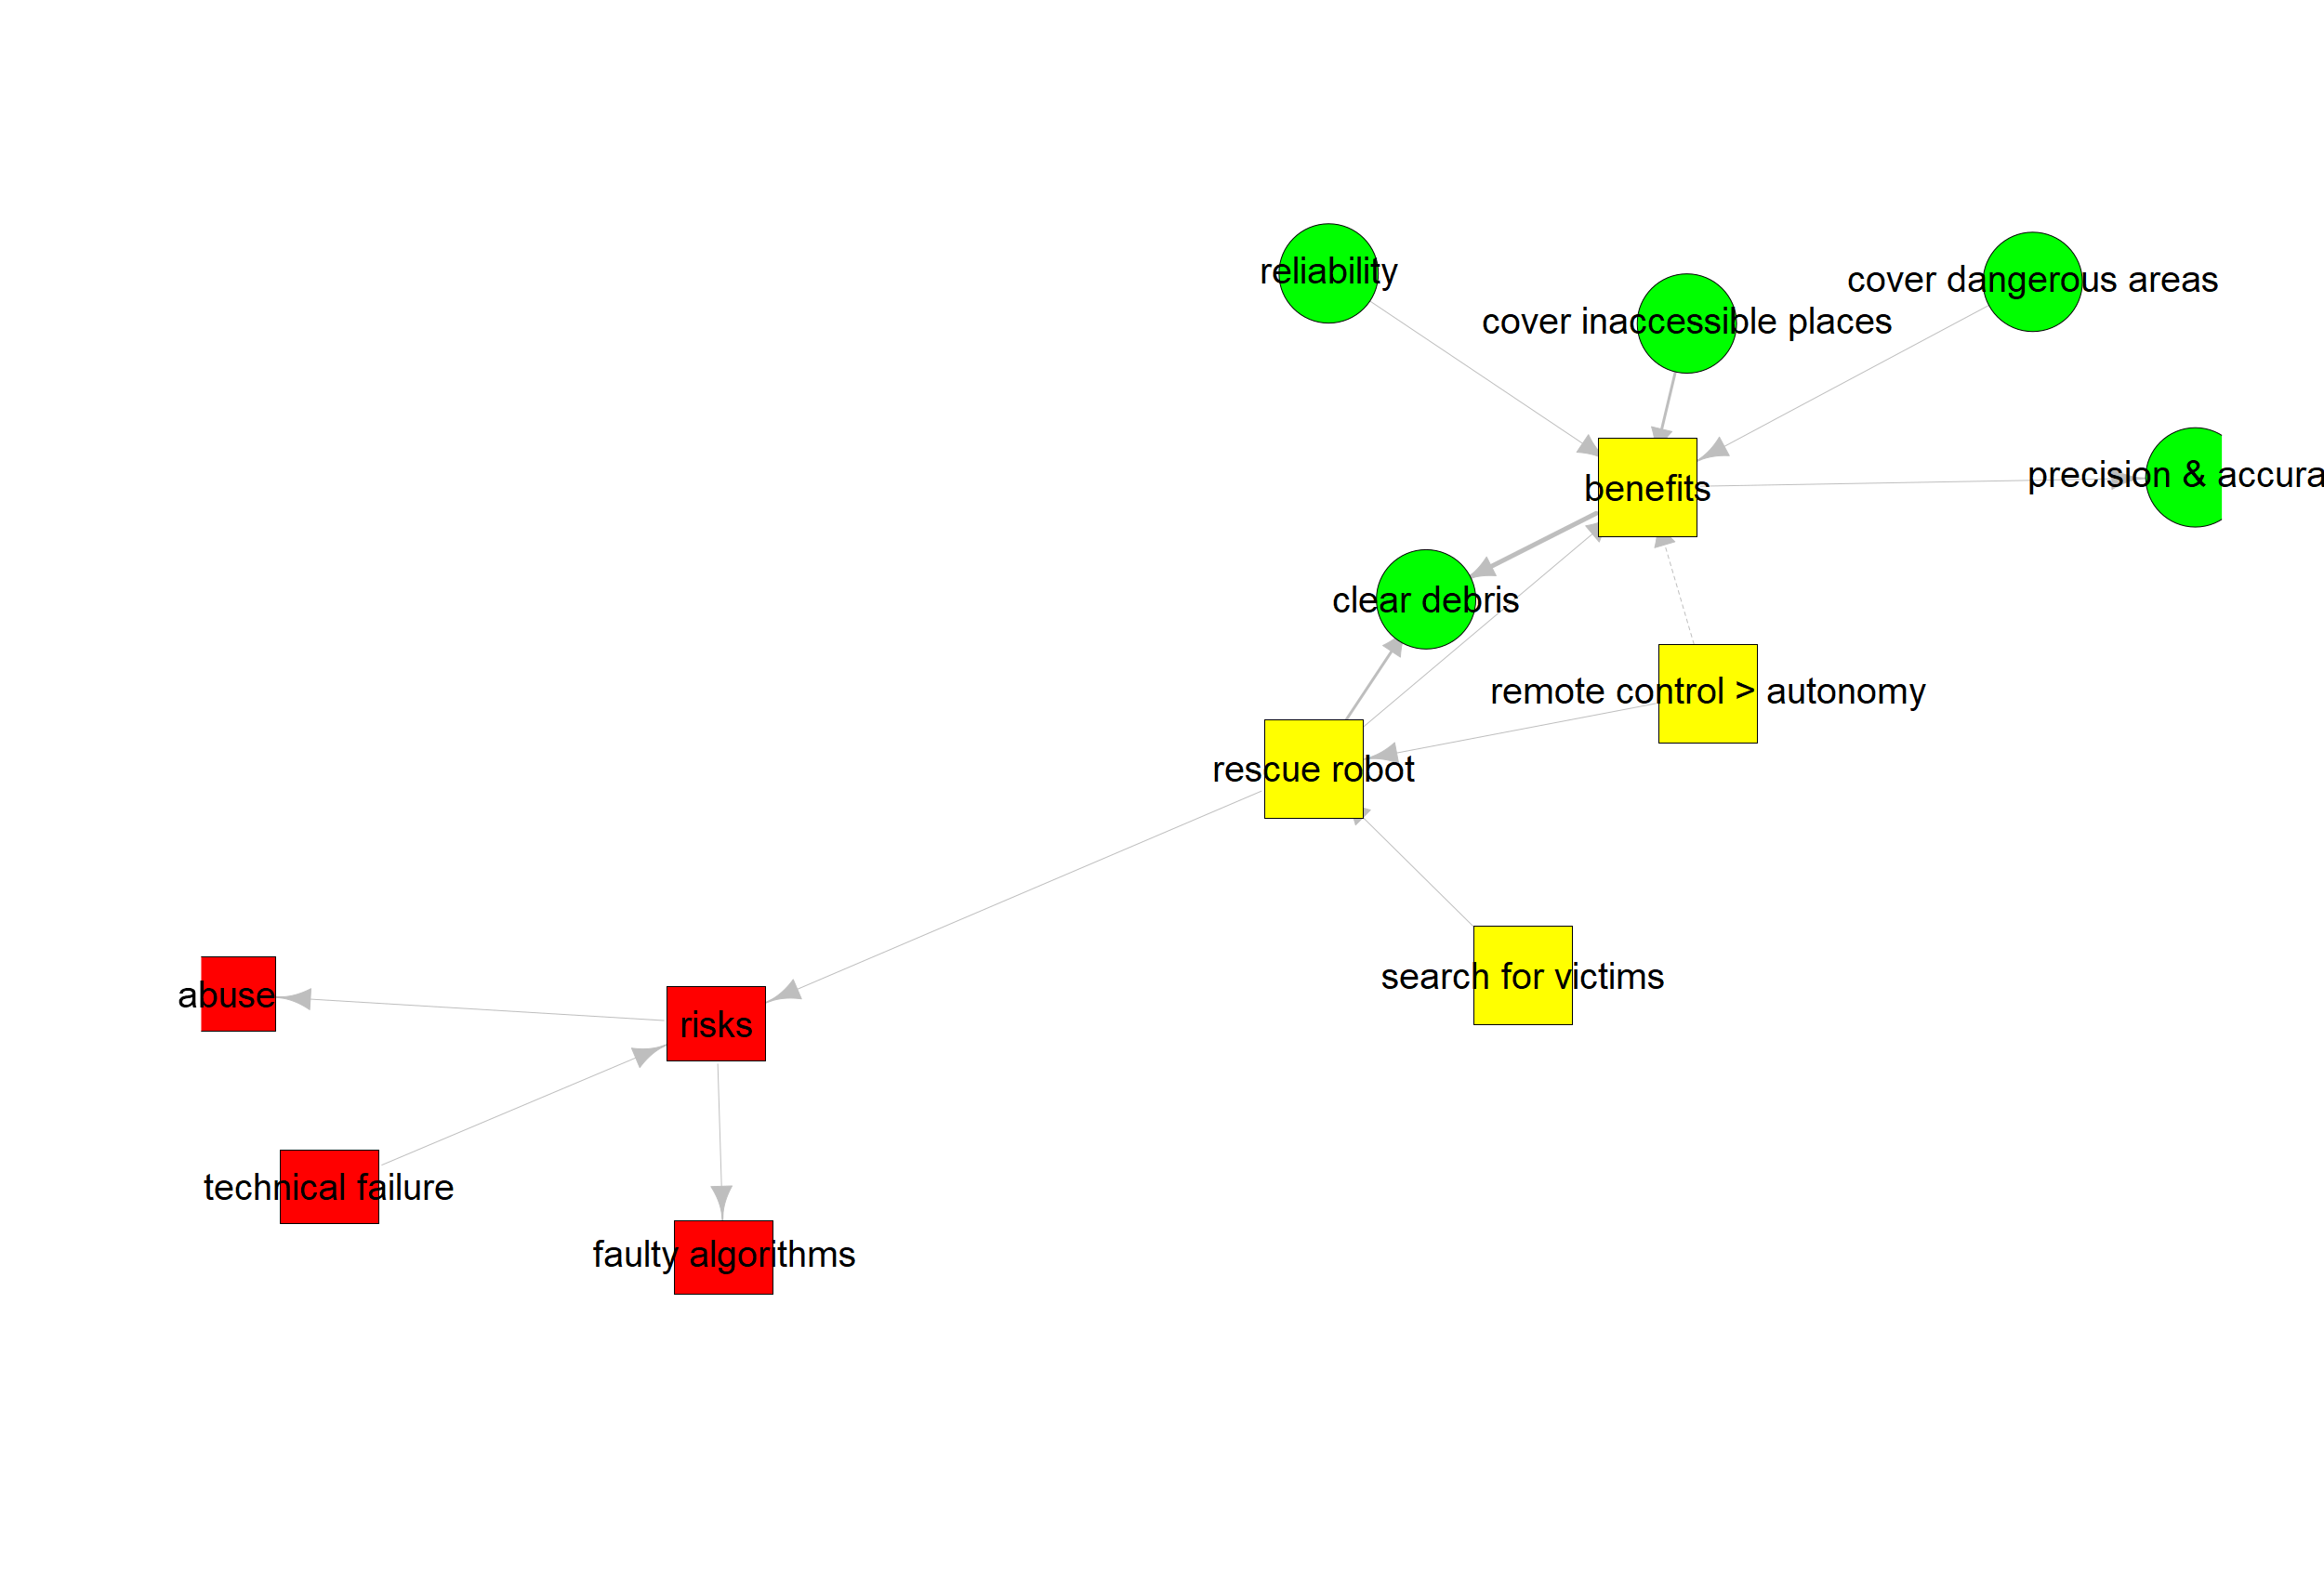 reliability
cover dangerous areas
cover inaccessible places
precision & accura
benefits
clear debris
remote control > autonomy
rescue robot
search for victims
abuse
risks
technical failure
faulty algorithms